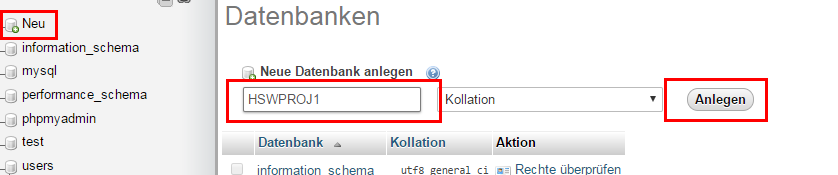 Neu
information_schema
mysql
performance_schema
phpmyadmin
test
users
Datenbanken
Neue Datenbank anlegen
HSWPROJ1 Kollation Anlegen
Datenbank Kollation Aktion
information_schema utf8_general_ci Rechte überprüfen